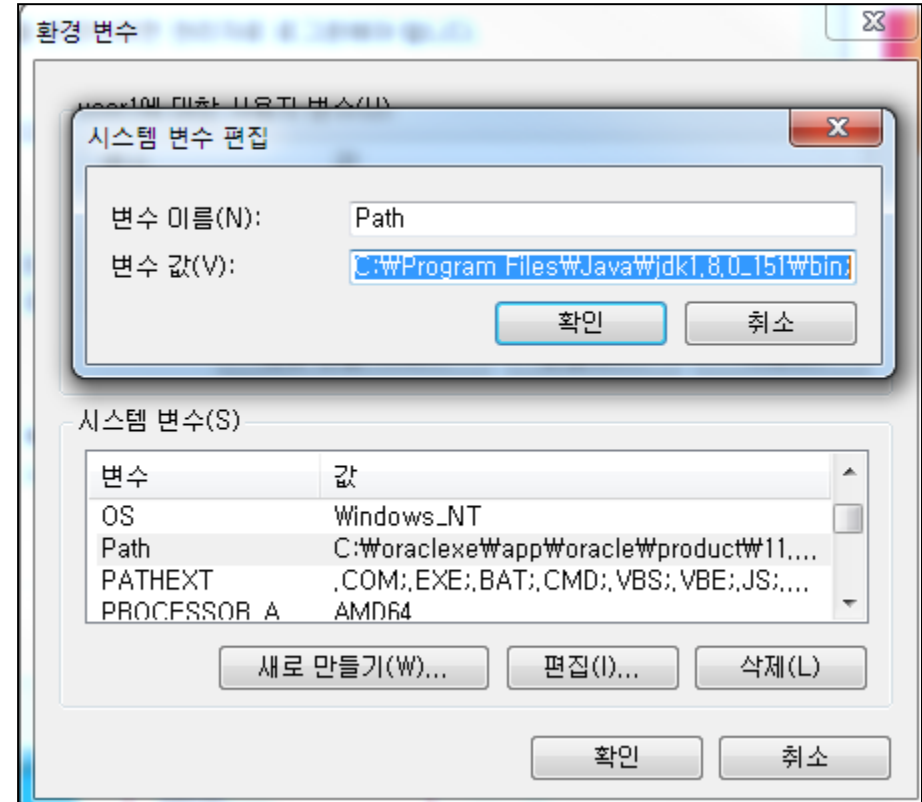 환경 변수
시스템 변수 편집
변수 이름(N):
Path
변수 값(V):
C:₩Program Files₩Java₩jdk1.8.0_151₩bin;
확인
취소
시스템 변수(S)
변수 값
OS Windows_NT
Path C:₩oraclexe₩app₩oracle₩product₩11....
PATHEXT .COM;.EXE;.BAT;.CMD;.VBS;.VBE;.JS;....
PROCESSOR_A AMD64
새로 만들기(W)...
편집(I)...
삭제(L)
확인
취소